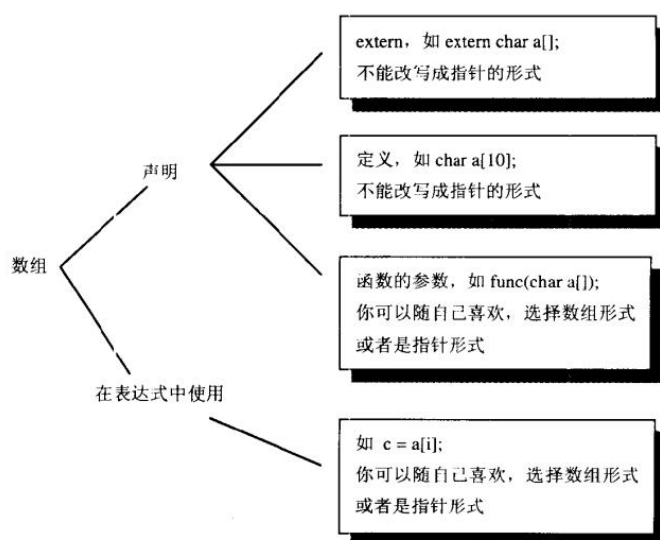 extern，如 extern char a[];
不能改写成指针的形式
定义，如 char a[10];
不能改写成指针的形式
声明
数组
函数的参数，如 func(char a[]);
你可以随自己喜欢，选择数组形式
或者是指针形式
在表达式中使用
如 c = a[i];
你可以随自己喜欢，选择数组形式
或者是指针形式